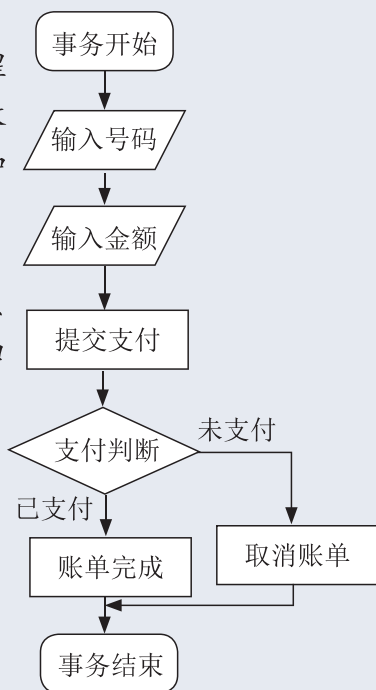 事务开始
输入号码
输入金额
提交支付
支付判断
未支付
已支付
账单完成
取消账单
事务结束